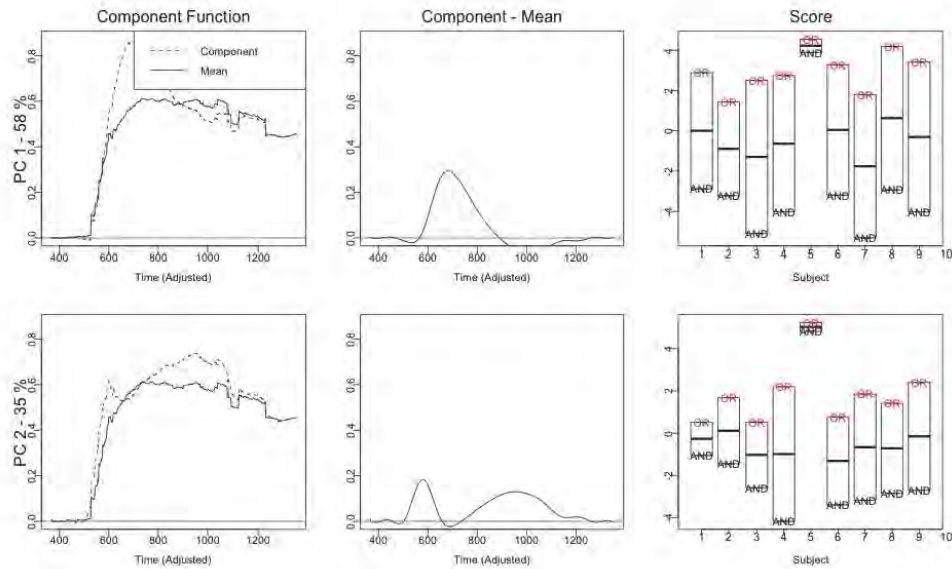 Component Function
Component - Mean
Score
PC 1 - 58 %
0.0 0.2 0.4 0.6 0.8
Component
Mean
400 600 800 1000 1200
Time (Adjusted)
0.0 0.2 0.4 0.6 0.8
400 600 800 1000 1200
Time (Adjusted)
-4 -2 0 2 4
OR OR OR OR OR OR OR OR OR
AND AND AND AND AND AND AND AND AND
1 2 3 4 5 6 7 8 9 10
Subject
PC 2 - 35 %
0.0 0.2 0.4 0.6 0.8
400 600 800 1000 1200
Time (Adjusted)
0.0 0.2 0.4 0.6 0.8
400 600 800 1000 1200
Time (Adjusted)
-4 -2 0 2 4
OR OR OR OR OR OR OR OR OR
AND AND AND AND AND AND AND AND AND
1 2 3 4 5 6 7 8 9 10
Subject